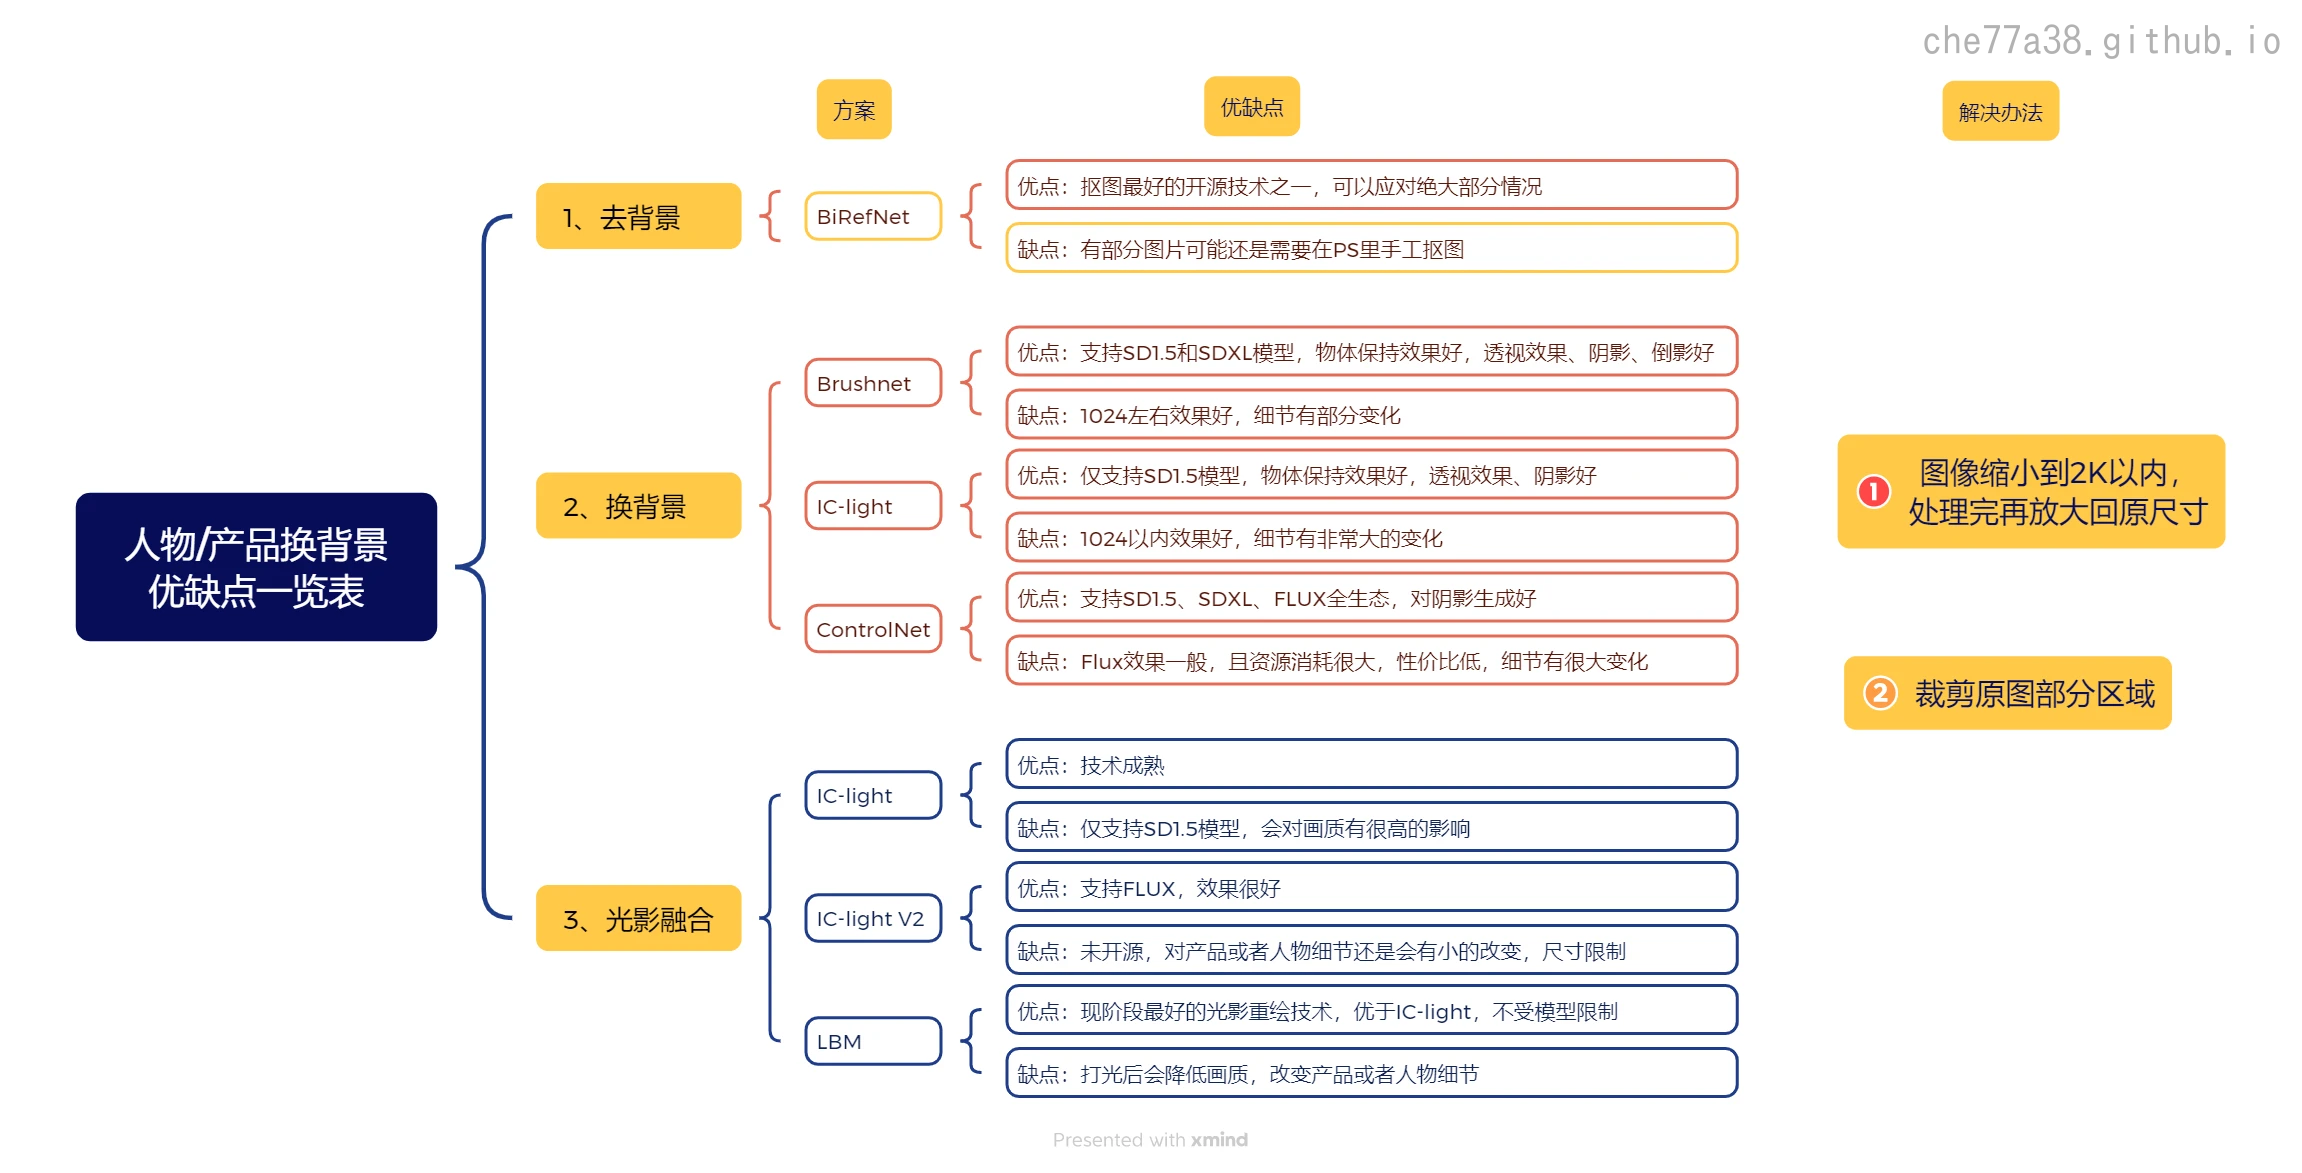 che77a38.github.io
方案
优缺点
解决办法
人物/产品换背景
优缺点一览表
1、去背景
BiRefNet
优点：抠图最好的开源技术之一，可以应对绝大部分情况
缺点：有部分图片可能还是需要在PS里手工抠图
2、换背景
Brushnet
优点：支持SD1.5和SDXL模型，物体保持效果好，透视效果、阴影、倒影好
缺点：1024左右效果好，细节有部分变化
IC-light
优点：仅支持SD1.5模型，物体保持效果好，透视效果、阴影好
缺点：1024以内效果好，细节有非常大的变化
ControlNet
优点：支持SD1.5、SDXL、FLUX全生态，对阴影生成好
缺点：Flux效果一般，且资源消耗很大，性价比低，细节有很大变化
3、光影融合
IC-light
优点：技术成熟
缺点：仅支持SD1.5模型，会对画质有很高的影响
IC-light V2
优点：支持FLUX，效果很好
缺点：未开源，对产品或者人物细节还是会有小的改变，尺寸限制
LBM
优点：现阶段最好的光影重绘技术，优于IC-light，不受模型限制
缺点：打光后会降低画质，改变产品或者人物细节
1 图像缩小到2K以内，
处理完再放大回原尺寸
2 裁剪原图部分区域
Presented with xmind